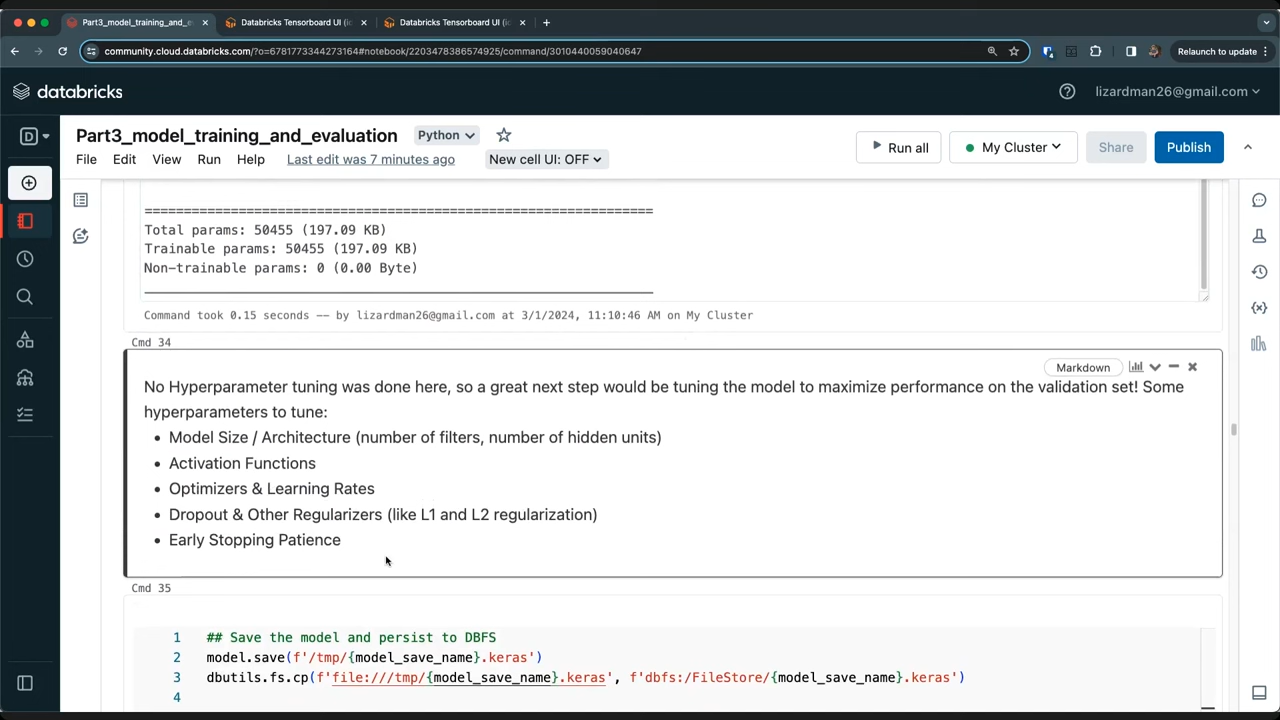 Part3_model_training_and_e
Databricks Tensorboard UI (i
Databricks Tensorboard UI (i
community.cloud.databricks.com/?o=6781773344273164#notebook/2203478386574925/command/3010440059040647
Relaunch to update
databricks
lizardman26@gmail.com
D
Part3_model_training_and_evaluation
Python
File Edit View Run Help Last edit was 7 minutes ago New cell UI: OFF
Run all
My Cluster
Share
Publish
=================================================================
Total params: 50455 (197.09 KB)
Trainable params: 50455 (197.09 KB)
Non-trainable params: 0 (0.00 Byte)
_________________________________________________________________
Command took 0.15 seconds -- by lizardman26@gmail.com at 3/1/2024, 11:10:46 AM on My Cluster
Cmd 34
Markdown
No Hyperparameter tuning was done here, so a great next step would be tuning the model to maximize performance on the validation set! Some
hyperparameters to tune:
• Model Size / Architecture (number of filters, number of hidden units)
• Activation Functions
• Optimizers & Learning Rates
• Dropout & Other Regularizers (like L1 and L2 regularization)
• Early Stopping Patience
Cmd 35
1 ## Save the model and persist to DBFS
2 model.save(f'/tmp/{model_save_name}.keras')
3 dbutils.fs.cp(f'file:///tmp/{model_save_name}.keras', f'dbfs:/FileStore/{model_save_name}.keras')
4